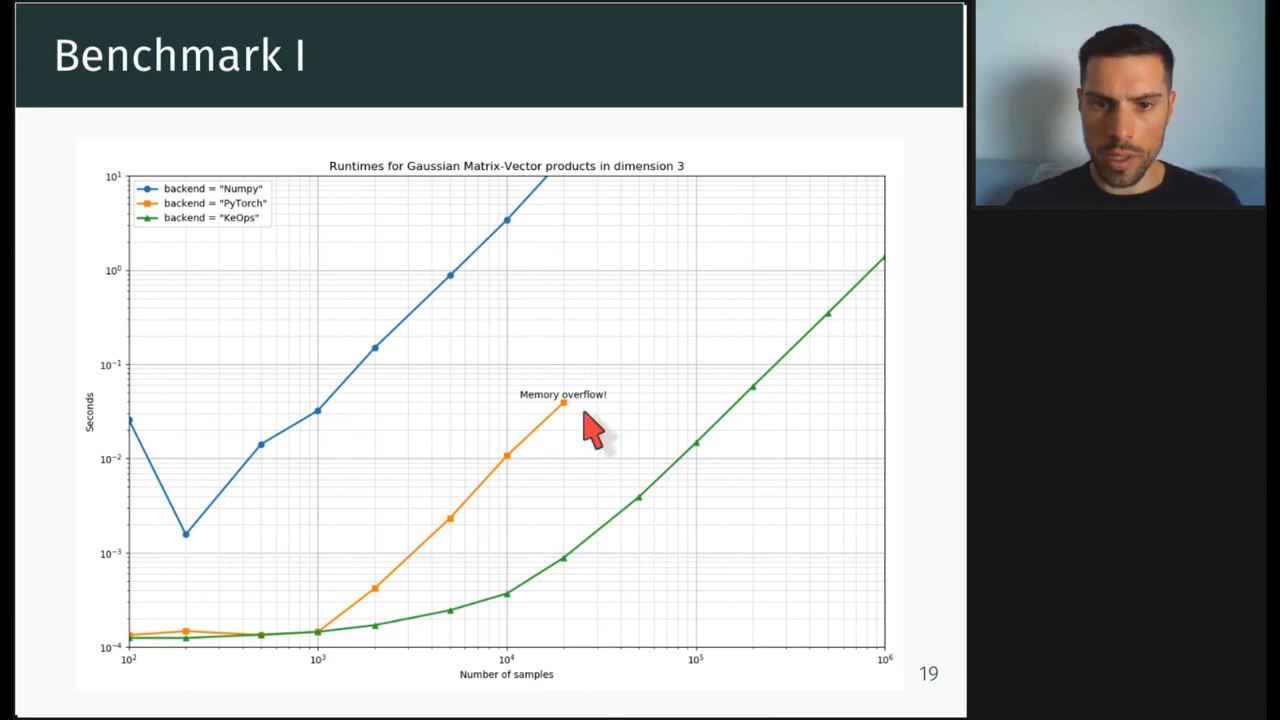 Benchmark I
Runtimes for Gaussian Matrix-Vector products in dimension 3
backend = "Numpy"
backend = "PyTorch"
backend = "KeOps"
10¹
10⁰
10⁻¹
10⁻²
10⁻³
10⁻⁴
Seconds
Memory overflow!
10² 10³ 10⁴ 10⁵ 10⁶
Number of samples
19